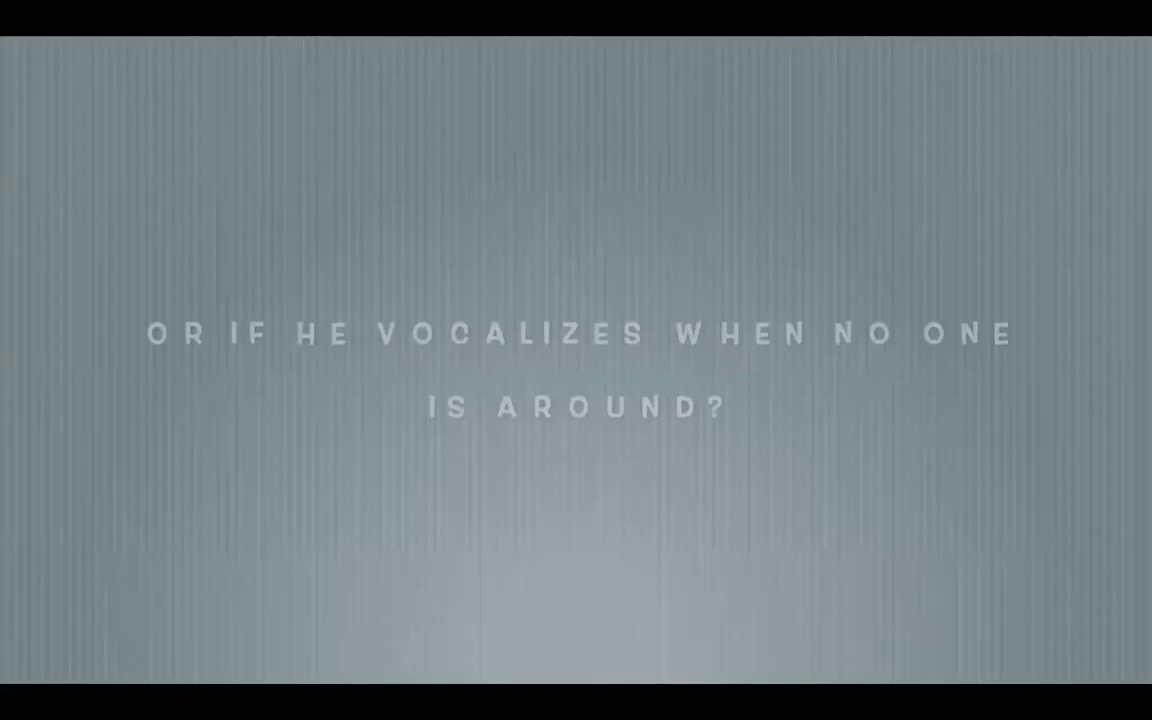 OR IF HE VOCALIZES WHEN NO ONE
IS AROUND?